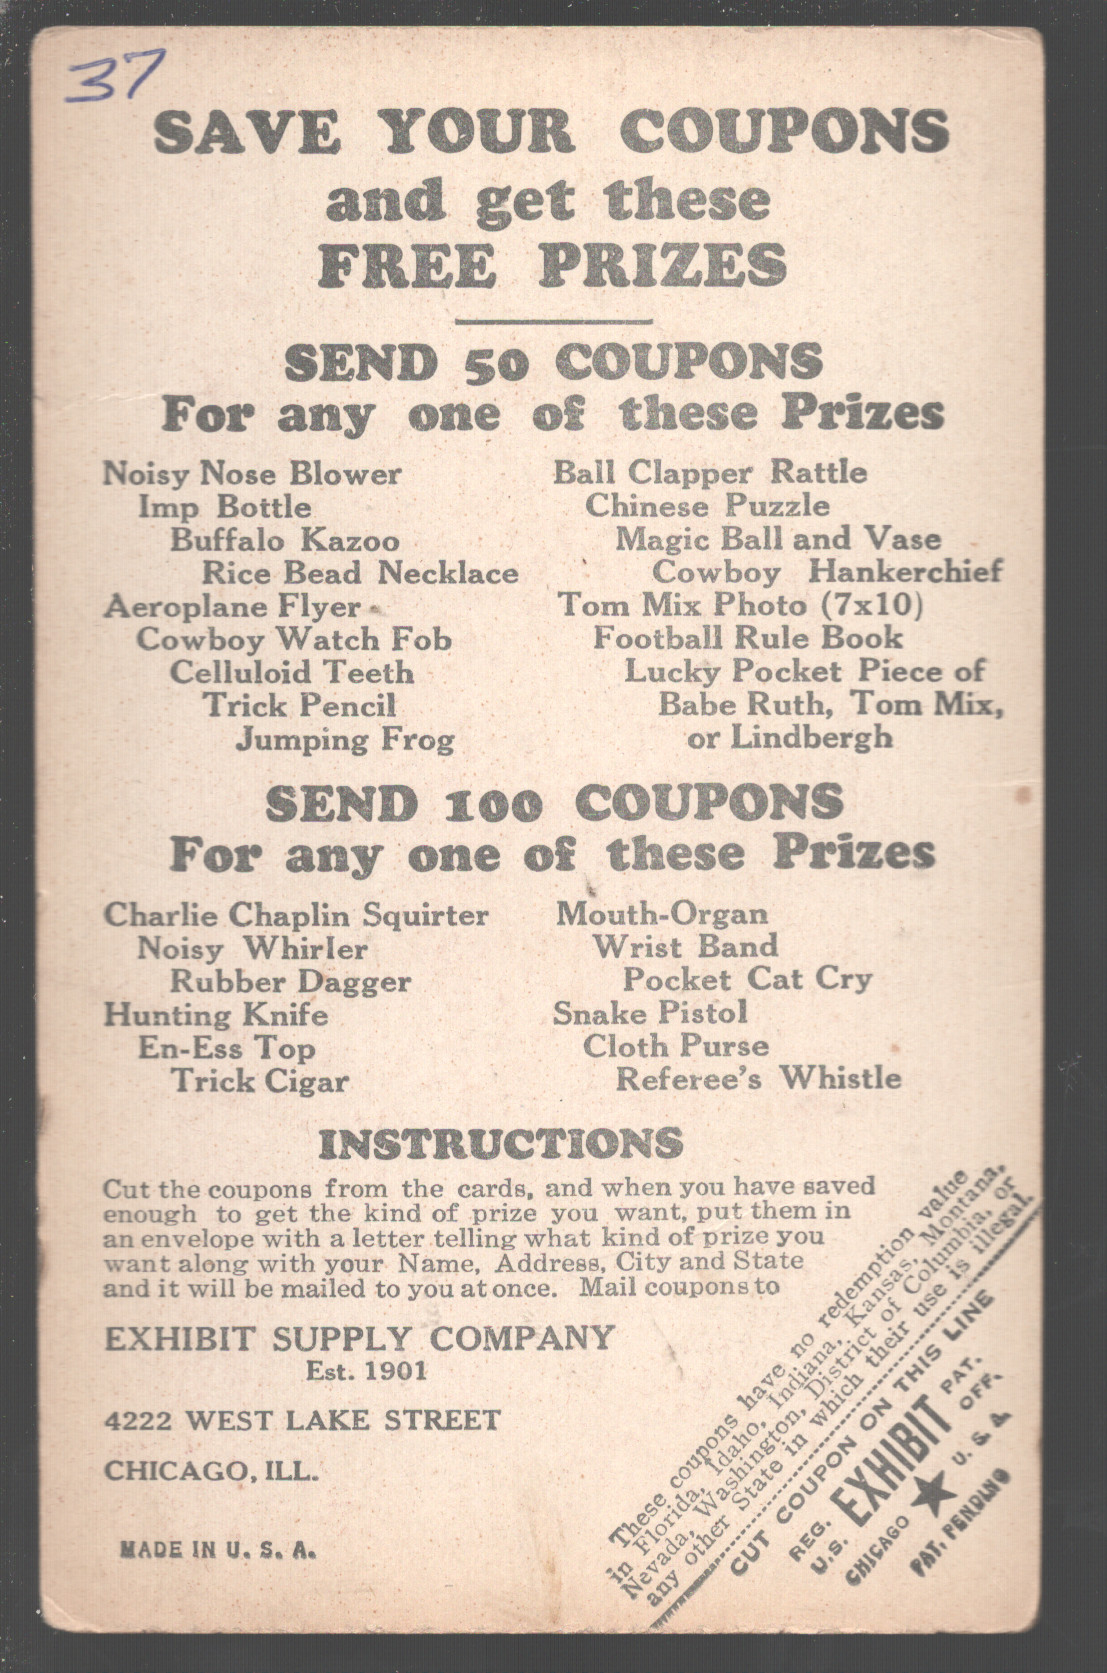 37
SAVE YOUR COUPONS
and get these
FREE PRIZES
SEND 50 COUPONS
For any one of these Prizes
Noisy Nose Blower
Imp Bottle
Buffalo Kazoo
Rice Bead Necklace
Aeroplane Flyer
Cowboy Watch Fob
Celluloid Teeth
Trick Pencil
Jumping Frog
Ball Clapper Rattle
Chinese Puzzle
Magic Ball and Vase
Cowboy Hankerchief
Tom Mix Photo (7x10)
Football Rule Book
Lucky Pocket Piece of
Babe Ruth, Tom Mix,
or Lindbergh
SEND 100 COUPONS
For any one of these Prizes
Charlie Chaplin Squirter
Noisy Whirler
Rubber Dagger
Hunting Knife
En-Ess Top
Trick Cigar
Mouth-Organ
Wrist Band
Pocket Cat Cry
Snake Pistol
Cloth Purse
Referee's Whistle
INSTRUCTIONS
Cut the coupons from the cards, and when you have saved
enough to get the kind of prize you want, put them in
an envelope with a letter telling what kind of prize you
want along with your Name, Address, City and State
and it will be mailed to you at once. Mail coupons to
EXHIBIT SUPPLY COMPANY
Est. 1901
4222 WEST LAKE STREET
CHICAGO, ILL.
MADE IN U. S. A.
These coupons have no redemption value
in Florida, Idaho, Indiana, Kansas, Montana,
Nevada, Washington, District of Columbia, or
any other State in which their use is illegal.
CUT COUPON ON THIS LINE
REG. EXHIBIT PAT.
U.S. OFF.
CHICAGO ★ U. S. A.
PAT. PENDING